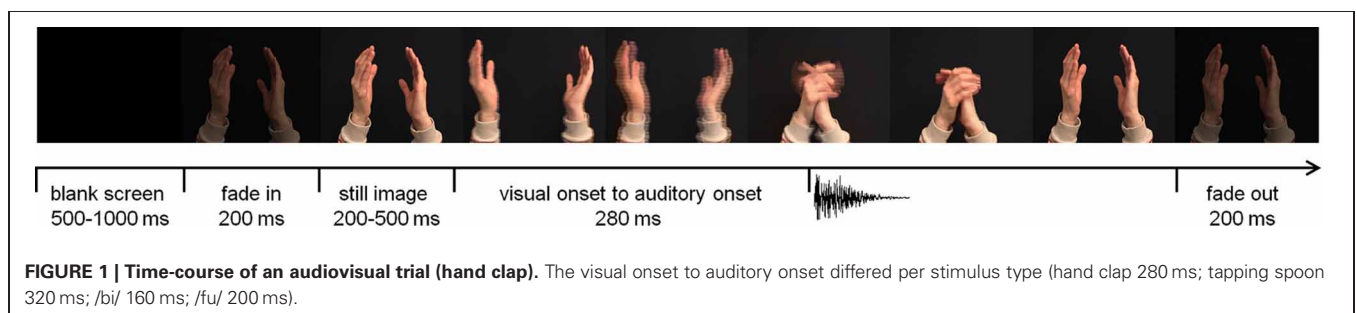 blank screen fade in still image visual onset to auditory onset fade out
500-1000 ms 200 ms 200-500 ms 280 ms 200 ms
FIGURE 1 | Time-course of an audiovisual trial (hand clap). The visual onset to auditory onset differed per stimulus type (hand clap 280 ms; tapping spoon
320 ms; /bi/ 160 ms; /fu/ 200 ms).